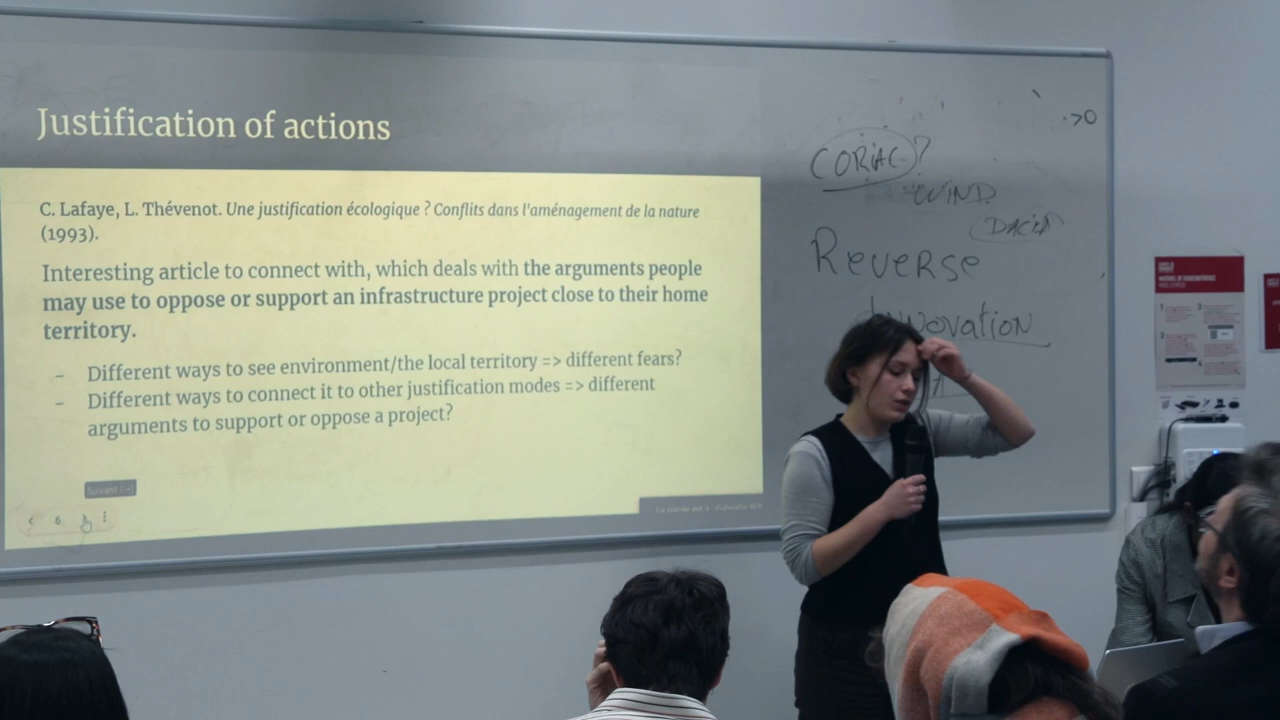 Justification of actions
C. Lafaye, L. Thévenot. Une justification écologique ? Conflits dans l'aménagement de la nature
(1993).
Interesting article to connect with, which deals with the arguments people
may use to oppose or support an infrastructure project close to their home
territory.
- Different ways to see environment/the local territory => different fears?
- Different ways to connect it to other justification modes => different
arguments to support or oppose a project?
Suivant (→)
6
CORIAC?
WIND
DACIA
>0
Reverse
Innovation